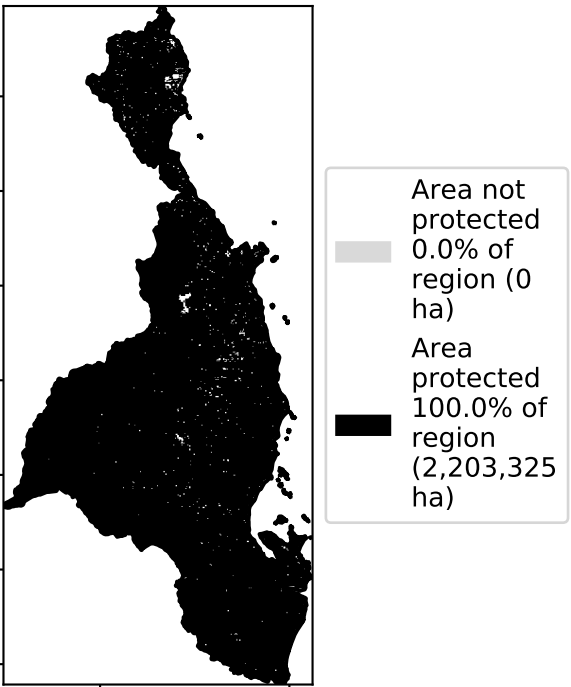 Area not
protected
0.0% of
region (0
ha)
Area
protected
100.0% of
region
(2,203,325
ha)